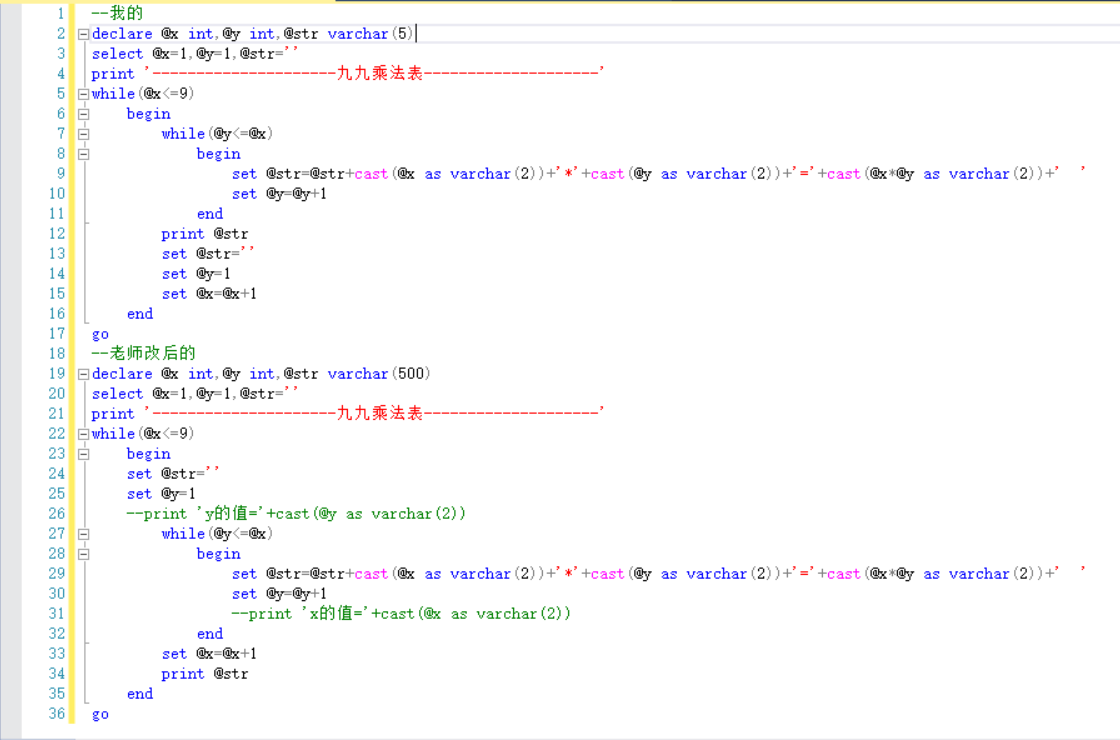 1 --我的
2 declare @x int,@y int,@str varchar(5)
3 select @x=1,@y=1,@str=''
4 print '---------------------九九乘法表--------------------'
5 while(@x<=9)
6 begin
7 while(@y<=@x)
8 begin
9 set @str=@str+cast(@x as varchar(2))+'*'+cast(@y as varchar(2))+'='+cast(@x*@y as varchar(2))+'  '
10 set @y=@y+1
11 end
12 print @str
13 set @str=''
14 set @y=1
15 set @x=@x+1
16 end
17 go
18 --老师改后的
19 declare @x int,@y int,@str varchar(500)
20 select @x=1,@y=1,@str=''
21 print '---------------------九九乘法表--------------------'
22 while(@x<=9)
23 begin
24 set @str=''
25 set @y=1
26 --print 'y的值='+cast(@y as varchar(2))
27 while(@y<=@x)
28 begin
29 set @str=@str+cast(@x as varchar(2))+'*'+cast(@y as varchar(2))+'='+cast(@x*@y as varchar(2))+'  '
30 set @y=@y+1
31 --print 'x的值='+cast(@x as varchar(2))
32 end
33 set @x=@x+1
34 print @str
35 end
36 go